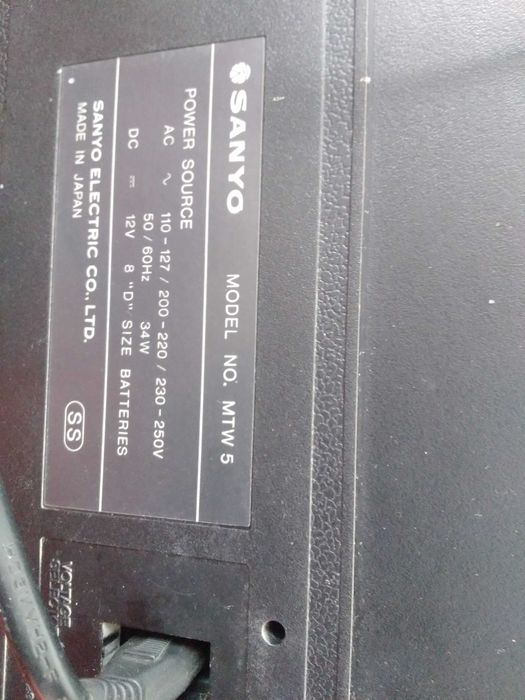 SANYO MODEL NO. MTW 5
POWER SOURCE
AC ∿ 110-127/200-220/230-250V
50/60Hz 34W
DC ⎓ 12V 8 "D" SIZE BATTERIES
SANYO ELECTRIC CO., LTD.
MADE IN JAPAN
SS
VOLTAGE